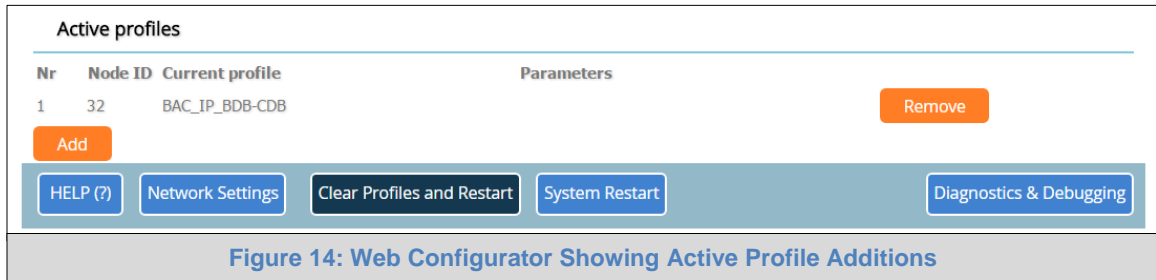 Active profiles
Nr Node ID Current profile Parameters
1 32 BAC_IP_BDB-CDB Remove
Add
HELP (?) Network Settings Clear Profiles and Restart System Restart Diagnostics & Debugging
Figure 14: Web Configurator Showing Active Profile Additions